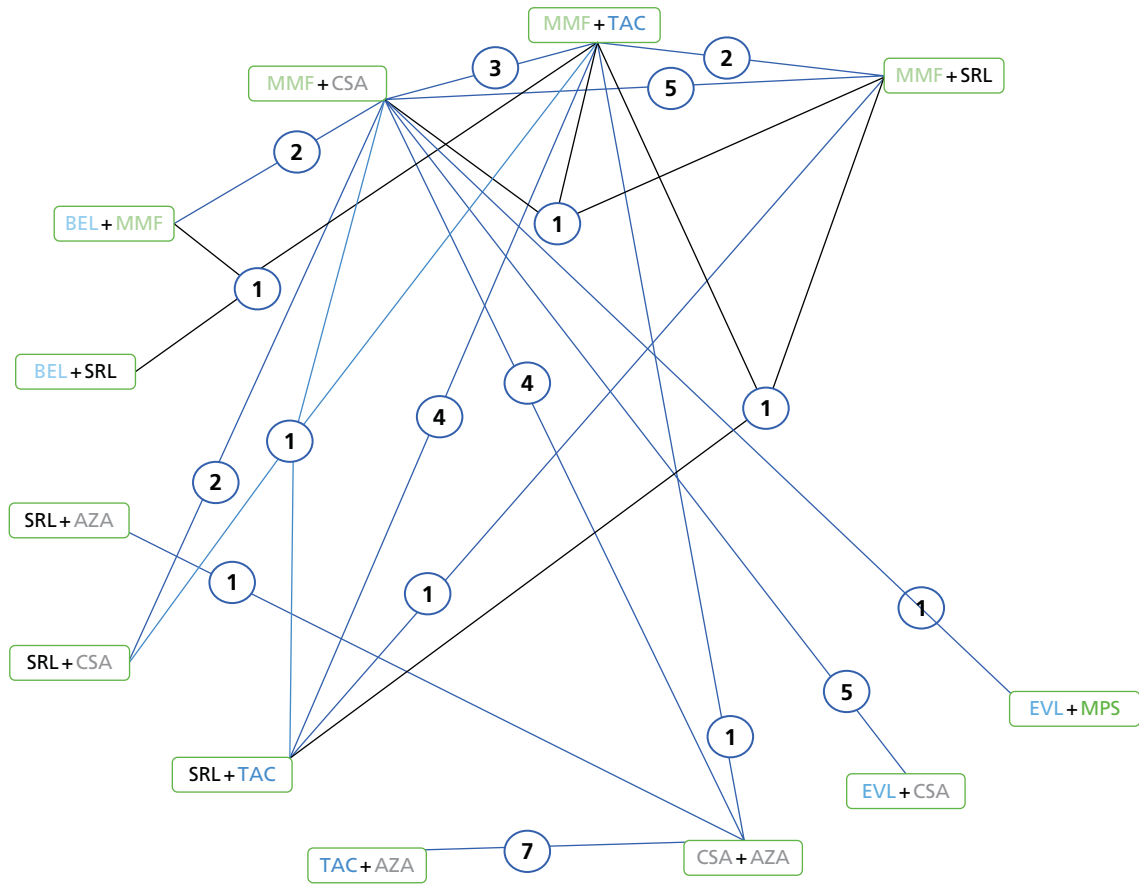 MMF+TAC
3
2
MMF+CSA
MMF+SRL
5
2
BEL+MMF
1
1
BEL+SRL
4
4
1
1
2
SRL+AZA
1
1
1
SRL+CSA
5
EVL+MPS
1
SRL+TAC
EVL+CSA
7
TAC+AZA
CSA+AZA